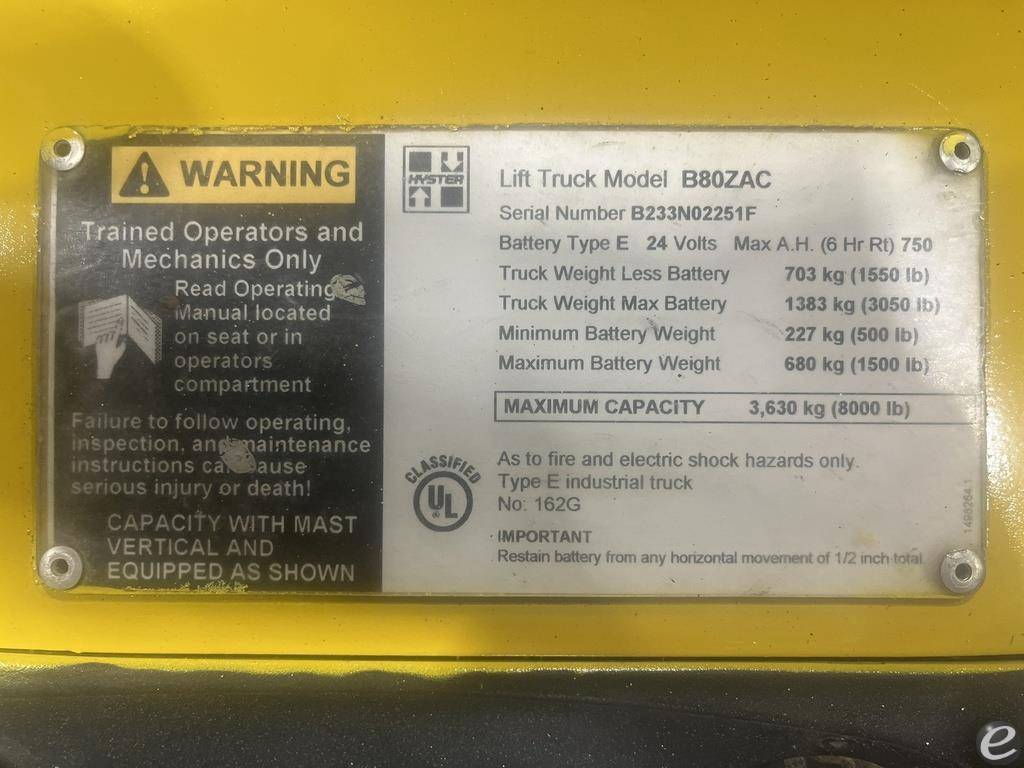 WARNING
Trained Operators and
Mechanics Only
Read Operating
Manual located
on seat or in
operators
compartment
Failure to follow operating,
inspection, and maintenance
instructions can cause
serious injury or death!
CAPACITY WITH MAST
VERTICAL AND
EQUIPPED AS SHOWN
HYSTER
Lift Truck Model B80ZAC
Serial Number B233N02251F
Battery Type E 24 Volts Max A.H. (6 Hr Rt) 750
Truck Weight Less Battery 703 kg (1550 lb)
Truck Weight Max Battery 1383 kg (3050 lb)
Minimum Battery Weight 227 kg (500 lb)
Maximum Battery Weight 680 kg (1500 lb)
MAXIMUM CAPACITY 3,630 kg (8000 lb)
CLASSIFIED
UL
®
As to fire and electric shock hazards only.
Type E industrial truck
No: 162G
IMPORTANT
Restain battery from any horizontal movement of 1/2 inch total.
1498264.1
e